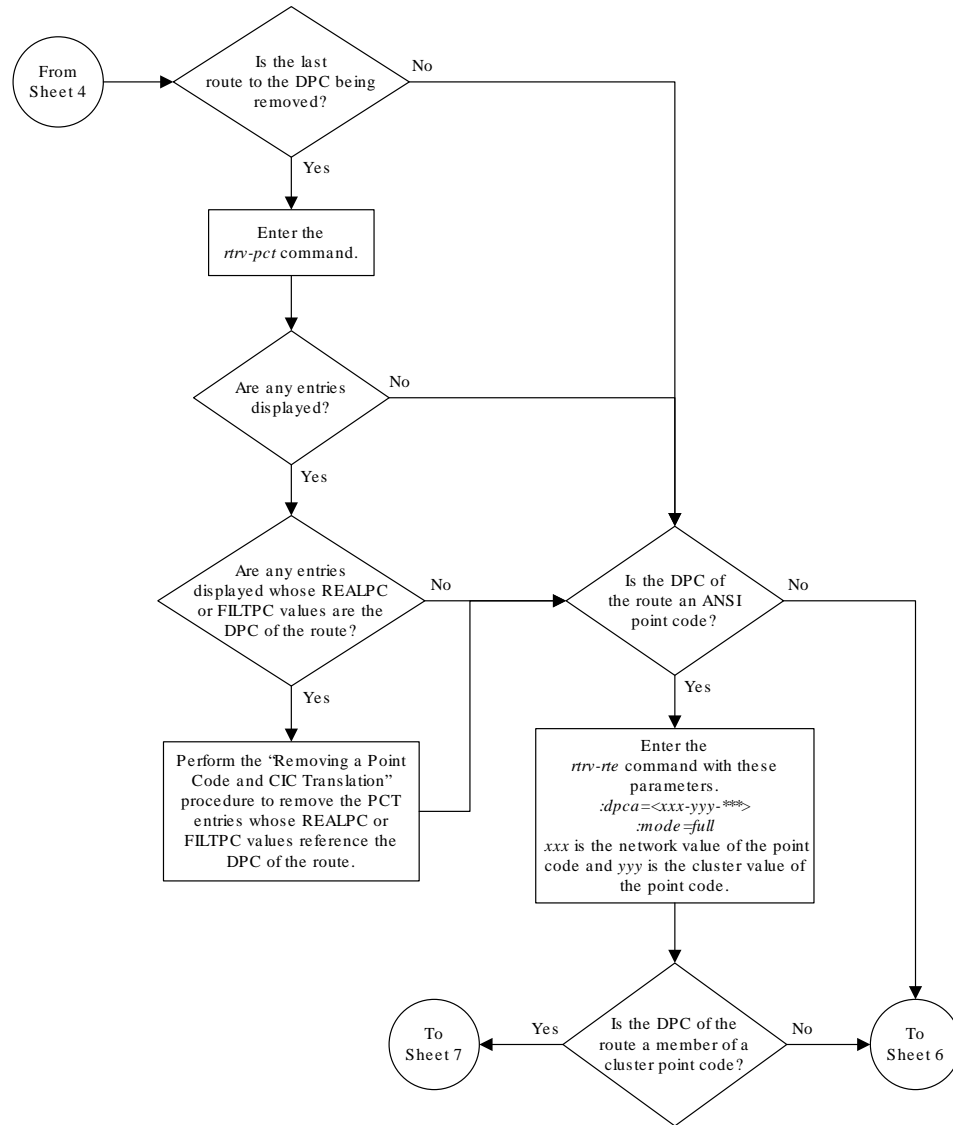 From
Sheet 4
Is the last
route to the DPC being
removed?
No
Yes
Enter the
rtrv-pct command.
Are any entries
displayed?
No
Yes
Are any entries
displayed whose REALPC
or FILTPC values are the
DPC of the route?
No
Yes
Perform the “Removing a Point
Code and CIC Translation”
procedure to remove the PCT
entries whose REALPC or
FILTPC values reference the
DPC of the route.
Is the DPC of
the route an ANSI
point code?
No
Yes
Enter the
rtrv-rte command with these
parameters.
:dpca=<xxx-yyy-***>
:mode=full
xxx is the network value of the point
code and yyy is the cluster value of
the point code.
Is the DPC of the
route a member of a
cluster point code?
Yes
No
To
Sheet 7
To
Sheet 6